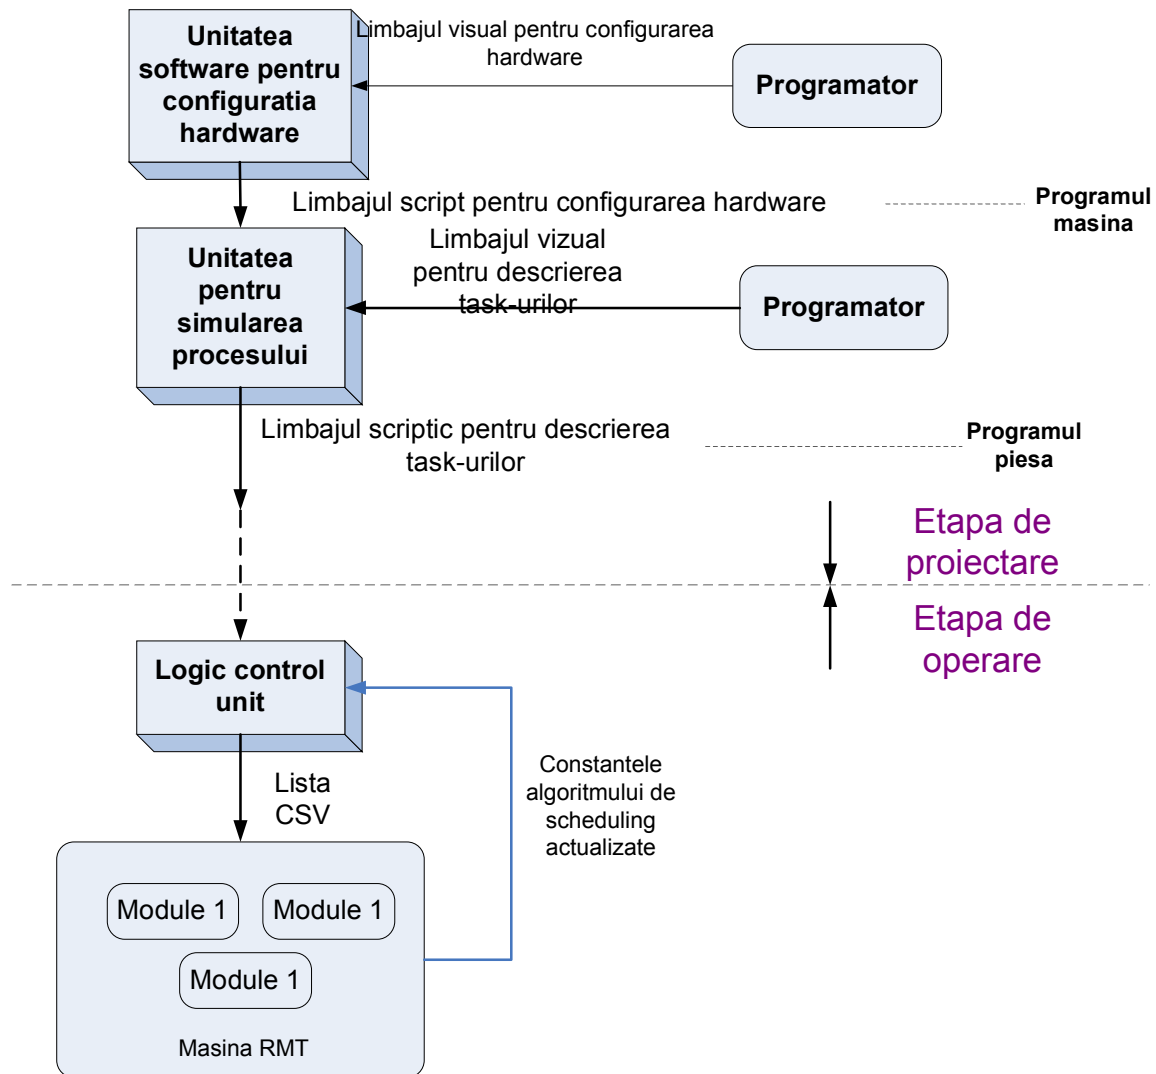 Unitatea
software pentru
configuratia
hardware
Limbajul visual pentru configurarea
hardware
Programator
Limbajul script pentru configurarea hardware
Programul
masina
Unitatea
pentru
simularea
procesului
Limbajul vizual
pentru descrierea
task-urilor
Programator
Limbajul scriptic pentru descrierea
task-urilor
Programul
piesa
Etapa de
proiectare
Etapa de
operare
Logic control
unit
Lista
CSV
Constantele
algoritmului de
scheduling
actualizate
Module 1
Module 1
Module 1
Masina RMT